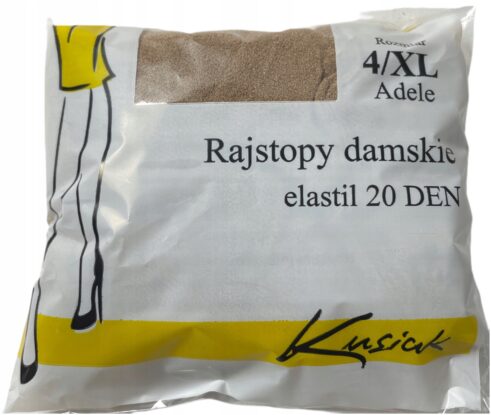 Rozmiar
4/XL
Adele
Rajstopy damskie
elastil 20 DEN
Kusiak